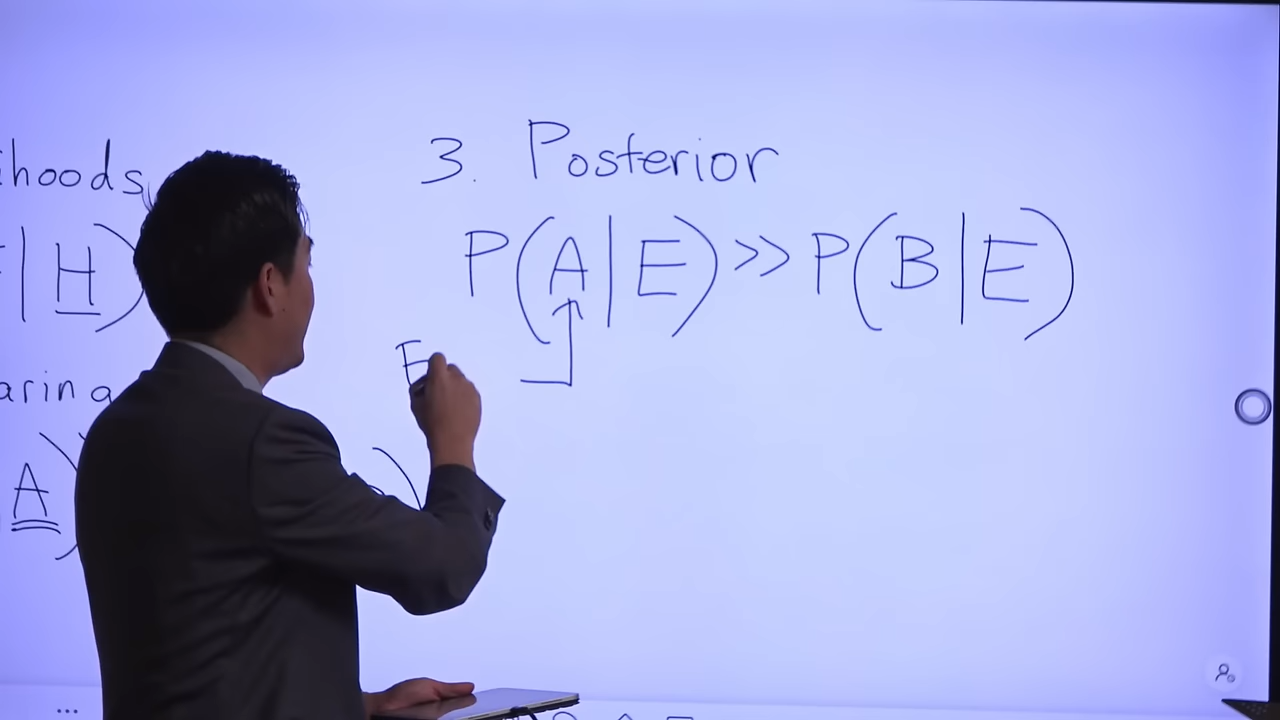 hoods
3. Posterior
| H)
P(A|E) >> P(B|E)
aring
A)